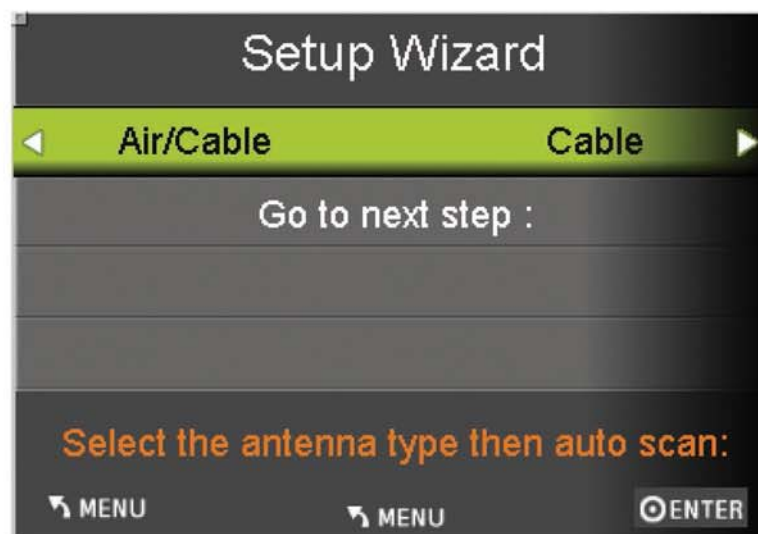 Setup Wizard
Air/Cable Cable
Go to next step :
Select the antenna type then auto scan:
MENU MENU ENTER